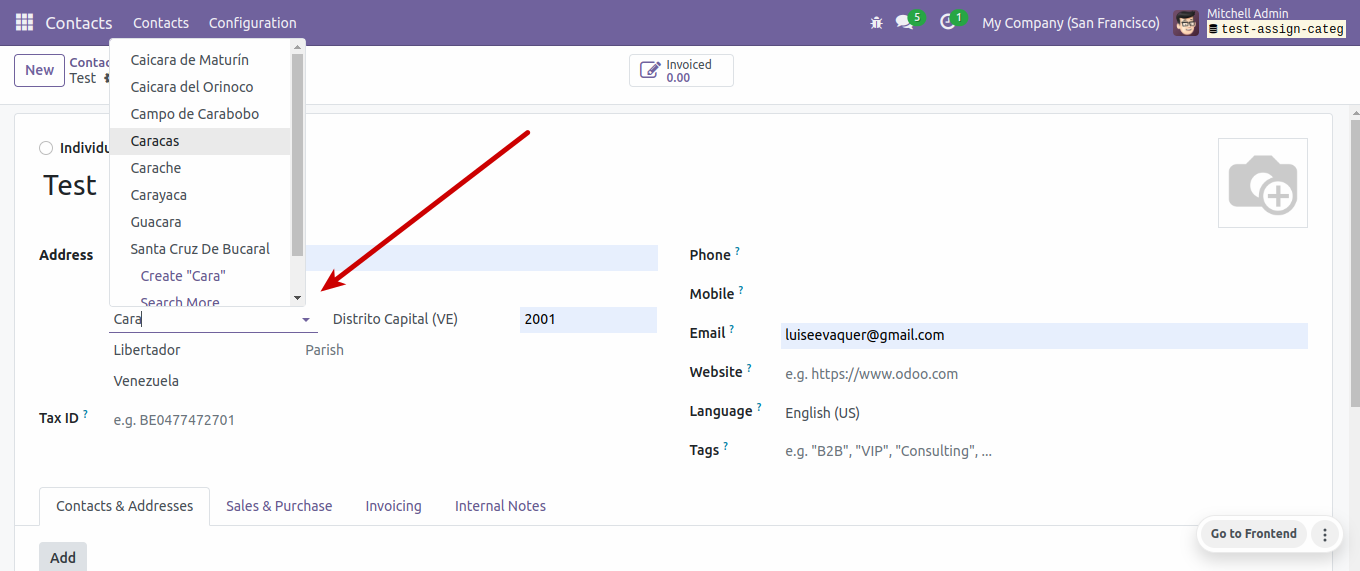 Contacts Contacts Configuration 5 1 My Company (San Francisco) Mitchell Admin
test-assign-categ
New Contac
Test
Invoiced
0.00
Caicara de Maturín
Caicara del Orinoco
Campo de Carabobo
Caracas
Carache
Carayaca
Guacara
Santa Cruz De Bucaral
Create "Cara"
Search More
Individu
Test
Address
Cara Distrito Capital (VE) 2001
Libertador Parish
Venezuela
Tax ID ? e.g. BE0477472701
Phone ?
Mobile ?
Email ? luiseevaquer@gmail.com
Website ? e.g. https://www.odoo.com
Language ? English (US)
Tags ? e.g. "B2B", "VIP", "Consulting", ...
Contacts & Addresses Sales & Purchase Invoicing Internal Notes
Add
Go to Frontend